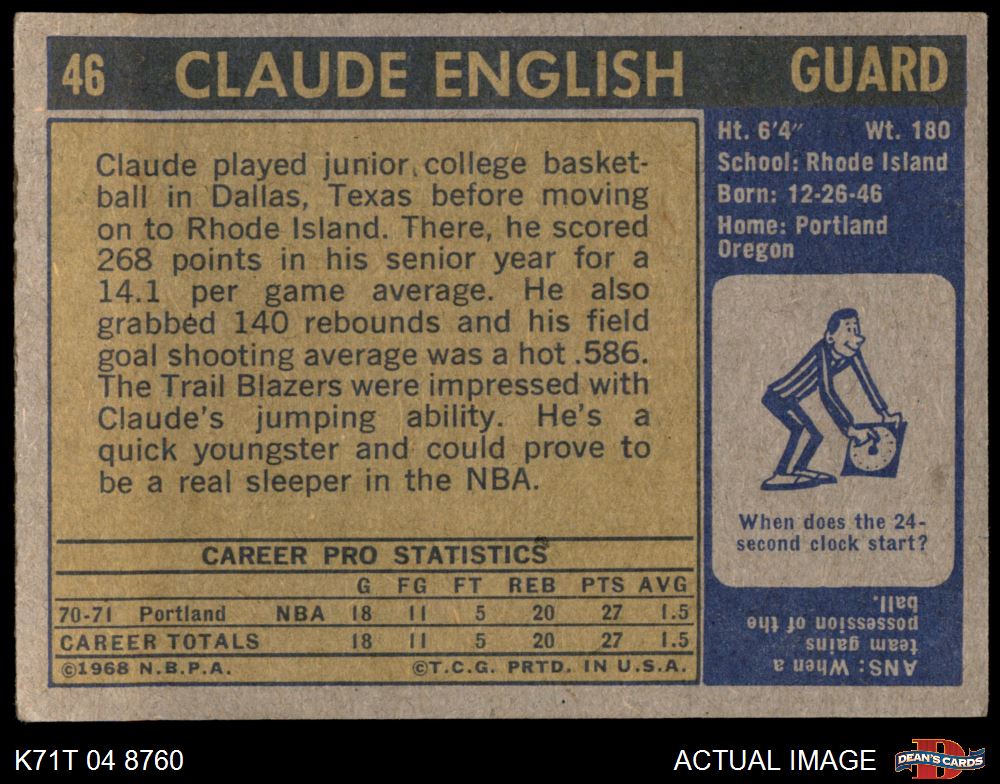 46 CLAUDE ENGLISH GUARD
Claude played junior college basket-
ball in Dallas, Texas before moving
on to Rhode Island. There, he scored
268 points in his senior year for a
14.1 per game average. He also
grabbed 140 rebounds and his field
goal shooting average was a hot .586.
The Trail Blazers were impressed with
Claude's jumping ability. He's a
quick youngster and could prove to
be a real sleeper in the NBA.
CAREER PRO STATISTICS
G FG FT REB PTS AVG
70-71 Portland NBA 18 11 5 20 27 1.5
CAREER TOTALS 18 11 5 20 27 1.5
©1968 N.B.P.A. ©T.C.G. PRTD. IN U.S.A.
Ht. 6'4" Wt. 180
School: Rhode Island
Born: 12-26-46
Home: Portland
Oregon
When does the 24-
second clock start?
ANS: When a
team gains
possession of the
ball.
K71T 04 8760 ACTUAL IMAGE
DEAN'S CARDS